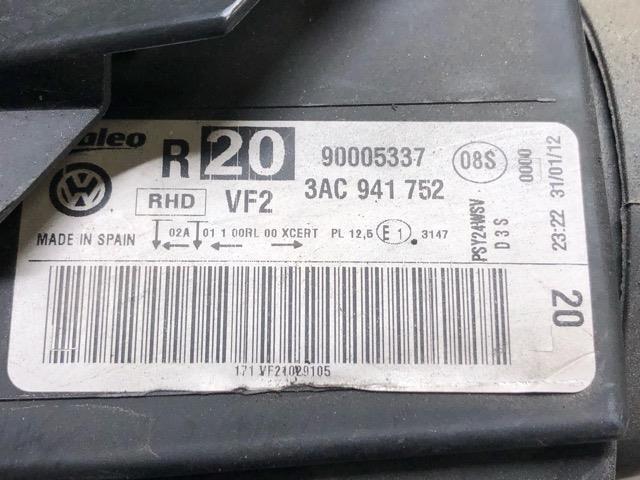 aleo
R 20 90005337 08S
RHD VF2 3AC 941 752
MADE IN SPAIN 02A 01 1 00RL 00 XCERT PL 12,5 E 1 . 3147
171 VF21029105
PSY24WSV
D3S
0000
23:22 31/01/12
20